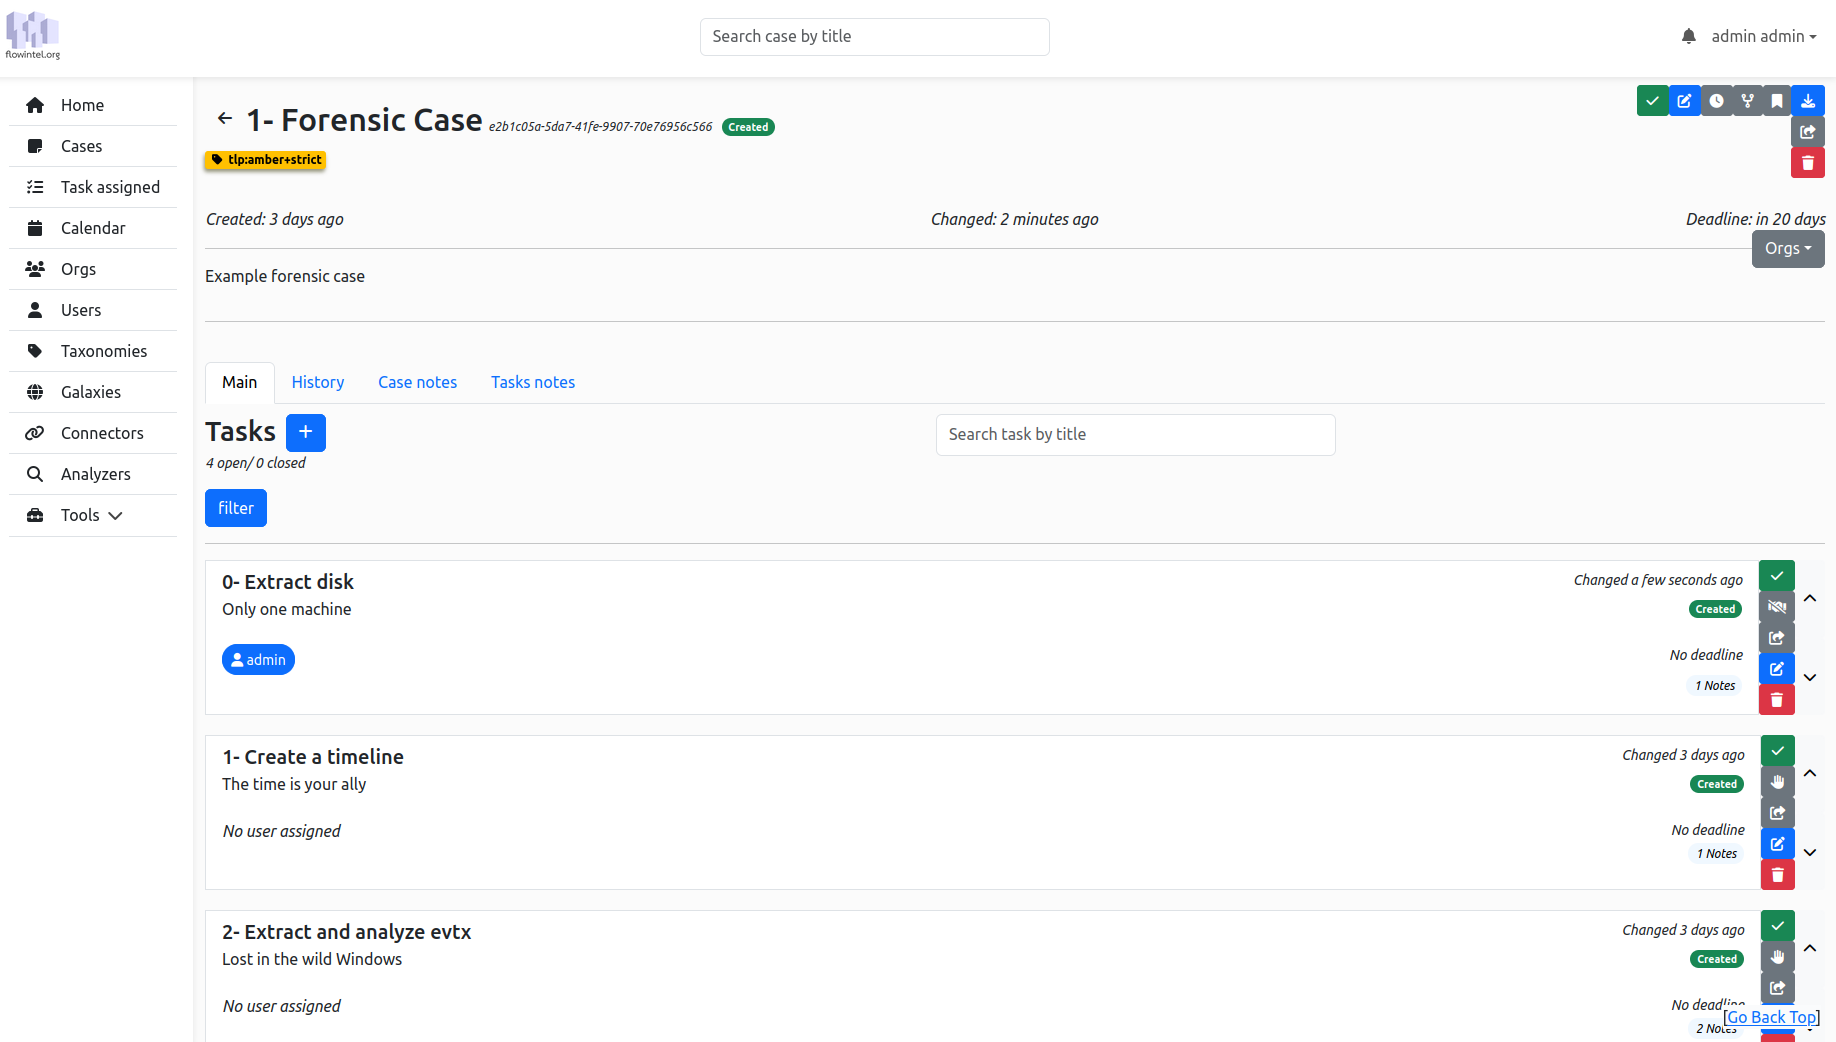 flowintel.org
Search case by title
admin admin
Home
Cases
Task assigned
Calendar
Orgs
Users
Taxonomies
Galaxies
Connectors
Analyzers
Tools
1- Forensic Case e2b1c05a-5da7-41fe-9907-70e76956c566 Created
tlp:amber+strict
Created: 3 days ago Changed: 2 minutes ago Deadline: in 20 days
Orgs
Example forensic case
Main History Case notes Tasks notes
Tasks +
Search task by title
4 open/ 0 closed
filter
0- Extract disk
Changed a few seconds ago
Only one machine
Created
No deadline
admin
1 Notes
1- Create a timeline
Changed 3 days ago
The time is your ally
Created
No user assigned
No deadline
1 Notes
2- Extract and analyze evtx
Changed 3 days ago
Lost in the wild Windows
Created
No user assigned
No deadline
[Go Back Top]
2 Notes